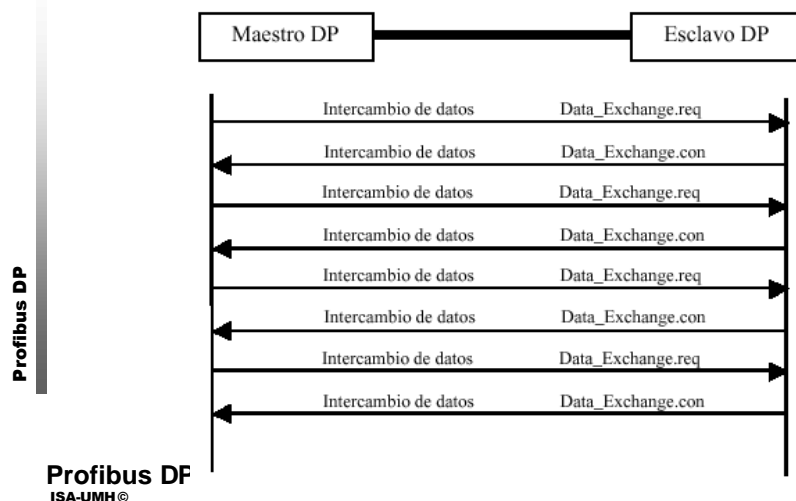 Maestro DP Esclavo DP
Intercambio de datos Data_Exchange.req
Intercambio de datos Data_Exchange.con
Intercambio de datos Data_Exchange.req
Intercambio de datos Data_Exchange.con
Intercambio de datos Data_Exchange.req
Intercambio de datos Data_Exchange.con
Intercambio de datos Data_Exchange.req
Intercambio de datos Data_Exchange.con
Profibus DP
Profibus DP
ISA-UMH©